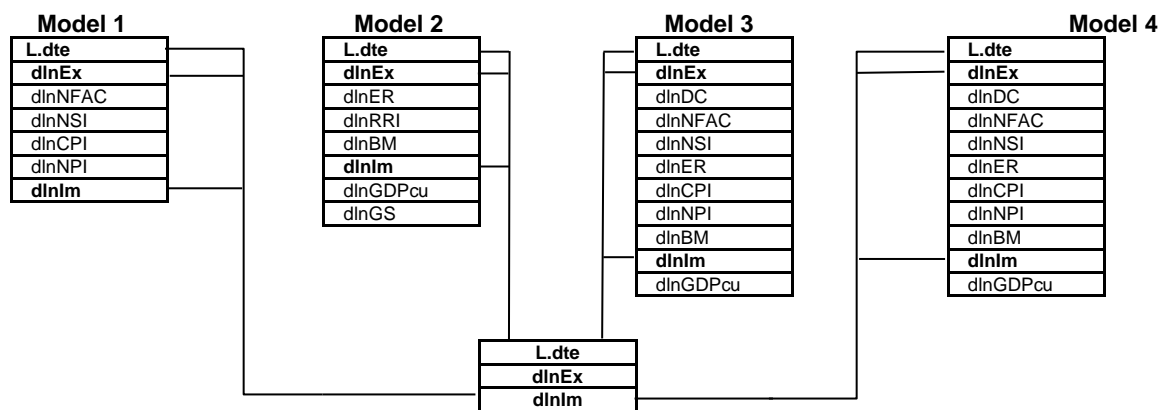 Model 1
L.dte
dlnEx
dlnNFAC
dlnNSI
dlnCPI
dlnNPI
dlnIm
Model 2
L.dte
dlnEx
dlnER
dlnRRI
dlnBM
dlnIm
dlnGDPcu
dlnGS
Model 3
L.dte
dlnEx
dlnDC
dlnNFAC
dlnNSI
dlnER
dlnCPI
dlnNPI
dlnBM
dlnIm
dlnGDPcu
Model 4
L.dte
dlnEx
dlnDC
dlnNFAC
dlnNSI
dlnER
dlnCPI
dlnNPI
dlnBM
dlnIm
dlnGDPcu
L.dte
dlnEx
dlnIm